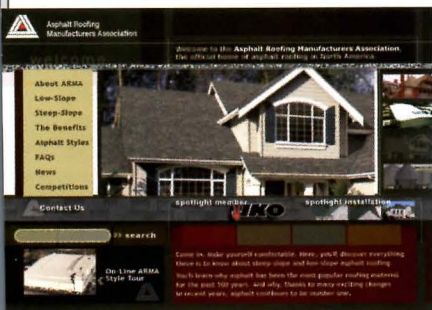 Asphalt Roofing
Manufacturers Association
Welcome to the Asphalt Roofing Manufacturers Association,
the official home of asphalt roofing in North America.
About ARMA
Low-Slope
Steep-Slope
The Benefits
Asphalt Styles
FAQs
News
Competitions
Contact Us
spotlight member
IKO
spotlight installation
>> search
On-Line ARMA
Style Tour
Come in, make yourself comfortable. Here, you'll discover everything
there is to know about steep-slope and low-slope asphalt roofing.
You'll learn why asphalt has been the most popular roofing material
for the past 100 years. And why, thanks to many exciting changes
in recent years, asphalt continues to be number one.